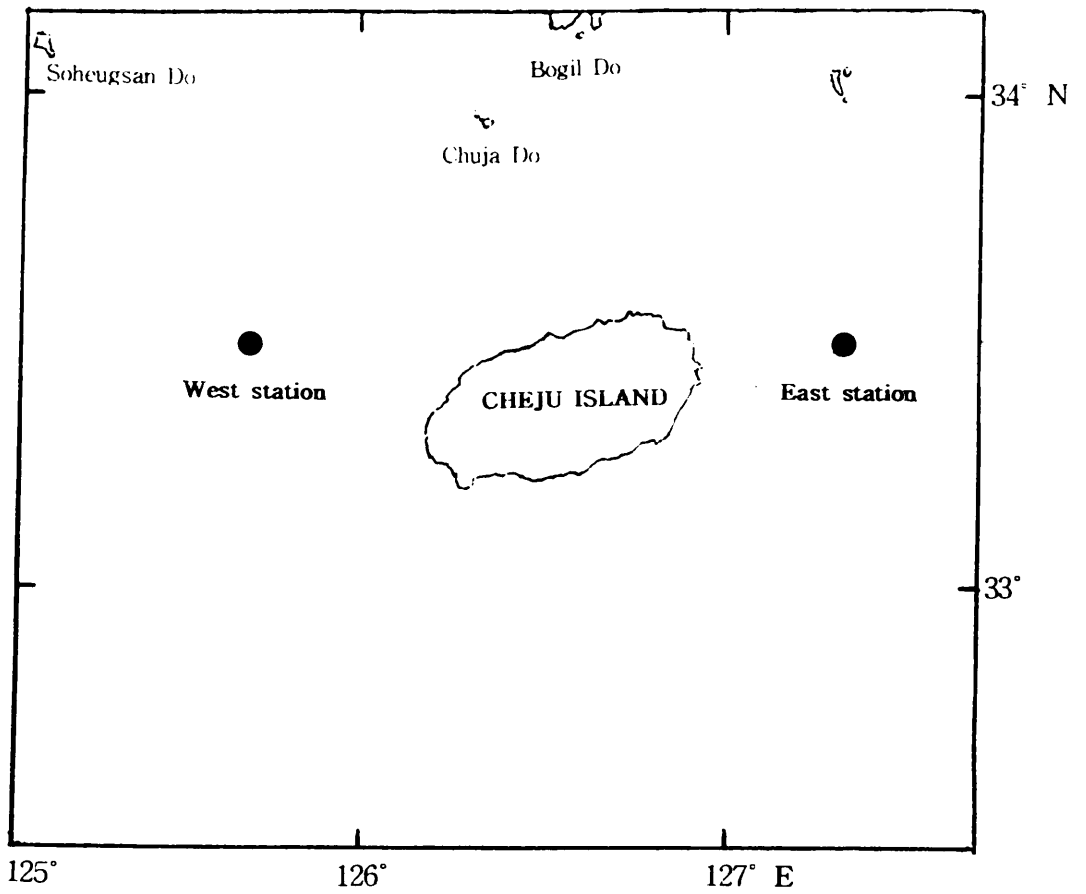 Soheugsan Do
Bogil Do
34° N
Chuja Do
West station
CHEJU ISLAND
East station
33°
125°
126°
127° E